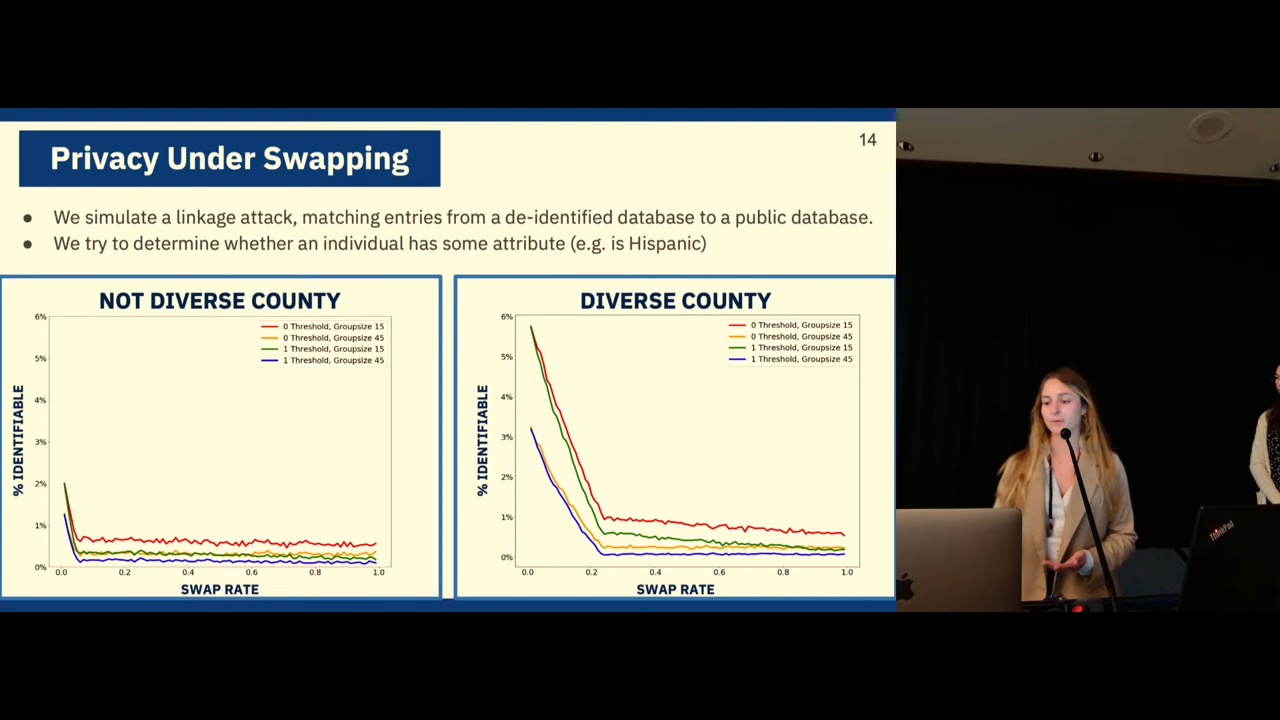 14
Privacy Under Swapping
● We simulate a linkage attack, matching entries from a de-identified database to a public database.
● We try to determine whether an individual has some attribute (e.g. is Hispanic)
NOT DIVERSE COUNTY
6%
5%
4%
3%
2%
1%
0%
% IDENTIFIABLE
0 Threshold, Groupsize 15
0 Threshold, Groupsize 45
1 Threshold, Groupsize 15
1 Threshold, Groupsize 45
0.0 0.2 0.4 0.6 0.8 1.0
SWAP RATE
DIVERSE COUNTY
6%
5%
4%
3%
2%
1%
0%
% IDENTIFIABLE
0 Threshold, Groupsize 15
0 Threshold, Groupsize 45
1 Threshold, Groupsize 15
1 Threshold, Groupsize 45
0.0 0.2 0.4 0.6 0.8 1.0
SWAP RATE
ThinkPad